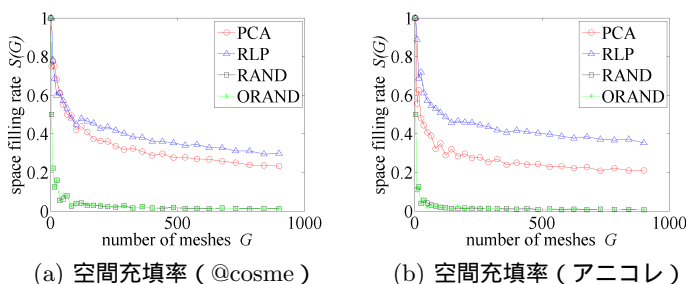 1
0.8
0.6
0.4
0.2
0
space filling rate S(G)
0 500 1000
number of meshes G
PCA
RLP
RAND
ORAND
(a) 空間充填率 ( @cosme )
1
0.8
0.6
0.4
0.2
0
space filling rate S(G)
0 500 1000
number of meshes G
PCA
RLP
RAND
ORAND
(b) 空間充填率 ( アニコレ )